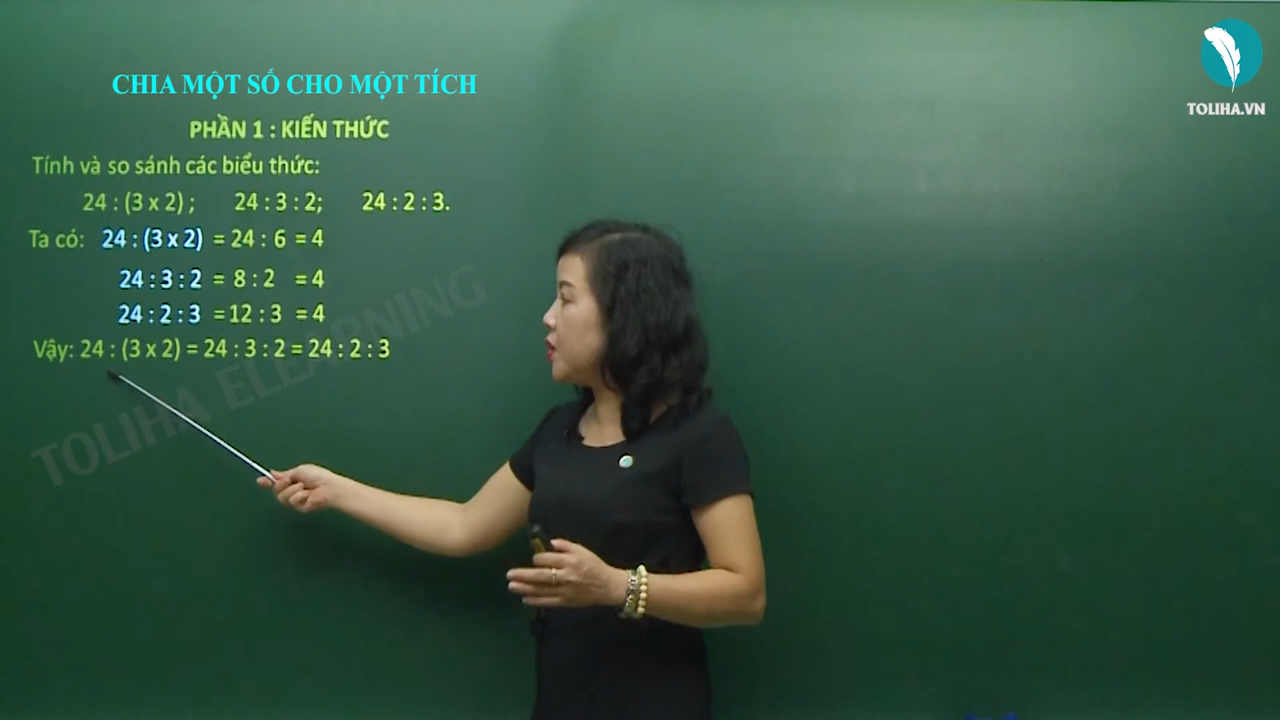 CHIA MỘT SỐ CHO MỘT TÍCH
PHẦN 1 : KIẾN THỨC
Tính và so sánh các biểu thức:
24 : (3 x 2) ; 24 : 3 : 2; 24 : 2 : 3.
Ta có: 24 : (3 x 2) = 24 : 6 = 4
24 : 3 : 2 = 8 : 2 = 4
24 : 2 : 3 = 12 : 3 = 4
Vậy: 24 : (3 x 2) = 24 : 3 : 2 = 24 : 2 : 3
TOLIHA ELEARNING
TOLIHA.VN